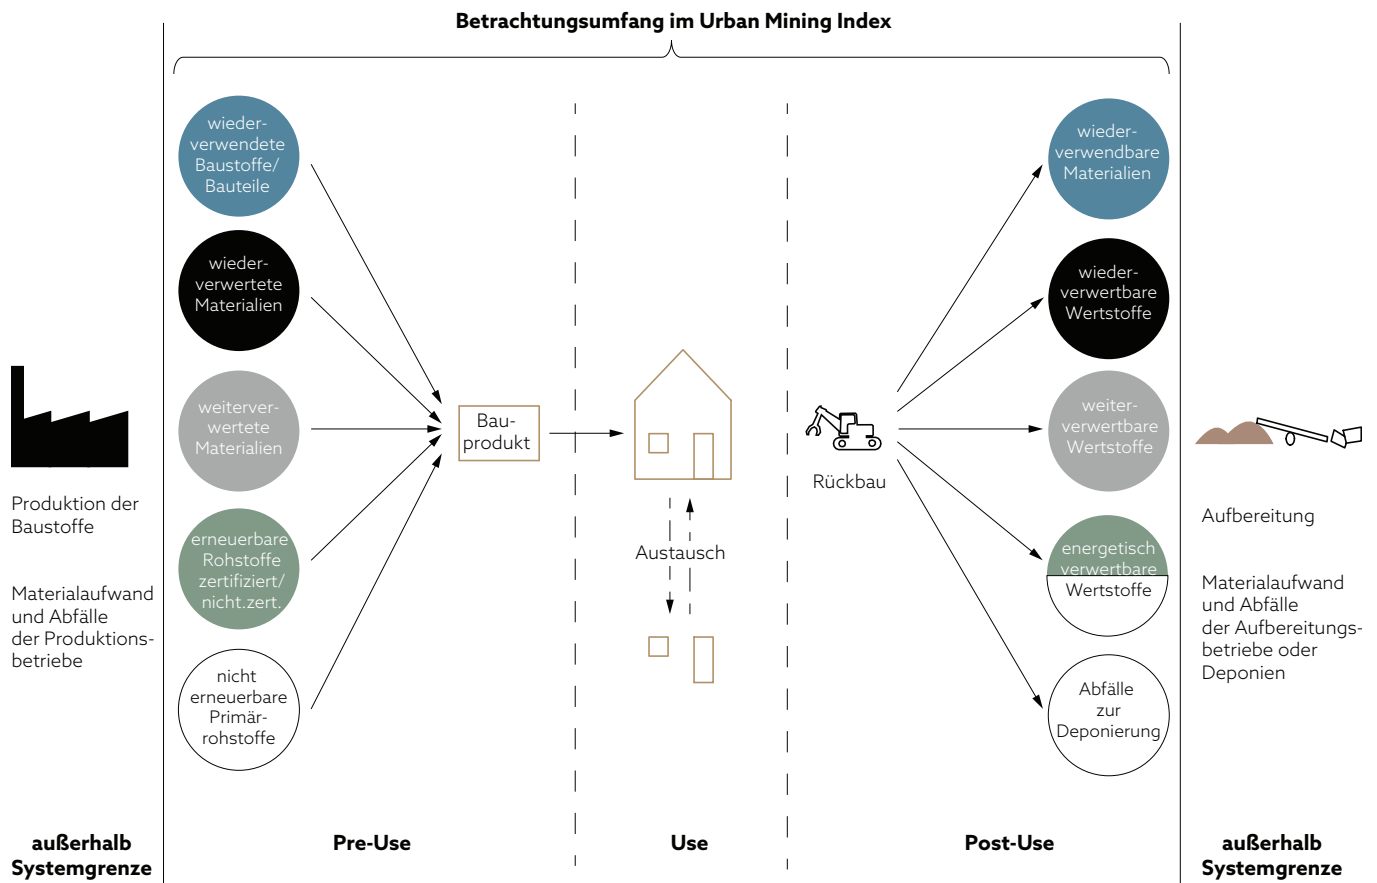 Betrachtungsumfang im Urban Mining Index
Produktion der
Baustoffe
Materialaufwand
und Abfälle
der Produktions-
betriebe
außerhalb
Systemgrenze
wieder-
verwendete
Baustoffe/
Bauteile
wieder-
verwertete
Materialien
weiterver-
wertete
Materialien
erneuerbare
Rohstoffe
zertifiziert/
nicht.zert.
nicht
erneuerbare
Primär-
rohstoffe
Bau-
produkt
Pre-Use
Austausch
Use
Rückbau
wieder-
verwendbare
Materialien
wieder-
verwertbare
Wertstoffe
weiter-
verwertbare
Wertstoffe
energetisch
verwertbare
Wertstoffe
Abfälle
zur
Deponierung
Post-Use
Aufbereitung
Materialaufwand
und Abfälle
der Aufbereitungs-
betriebe oder
Deponien
außerhalb
Systemgrenze